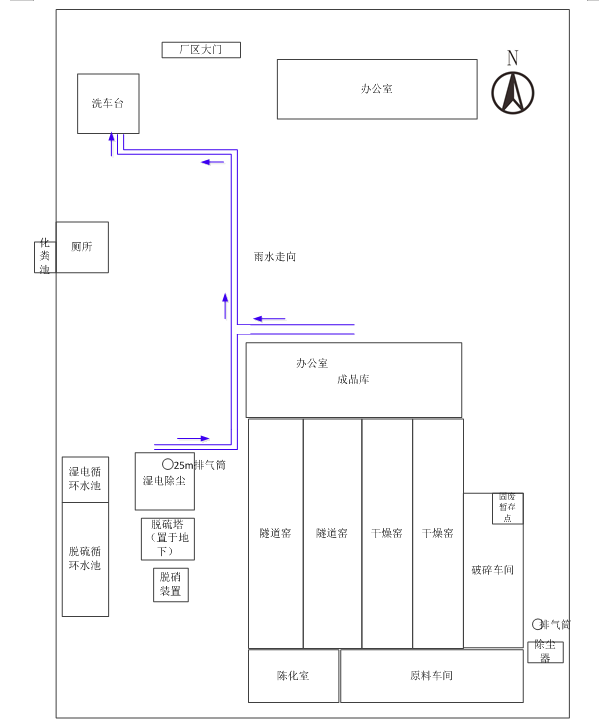 厂区大门
N
办公室
洗车台
化
粪
池
厕所
雨水走向
办公室
成品库
25m排气筒
湿电循
环水池
湿电除尘
脱硫塔
（置于地
下）
脱硫循
环水池
脱硝
装置
隧道窑
隧道窑
干燥窑
干燥窑
固废
暂存
点
破碎车间
排气筒
除尘
器
陈化室
原料车间